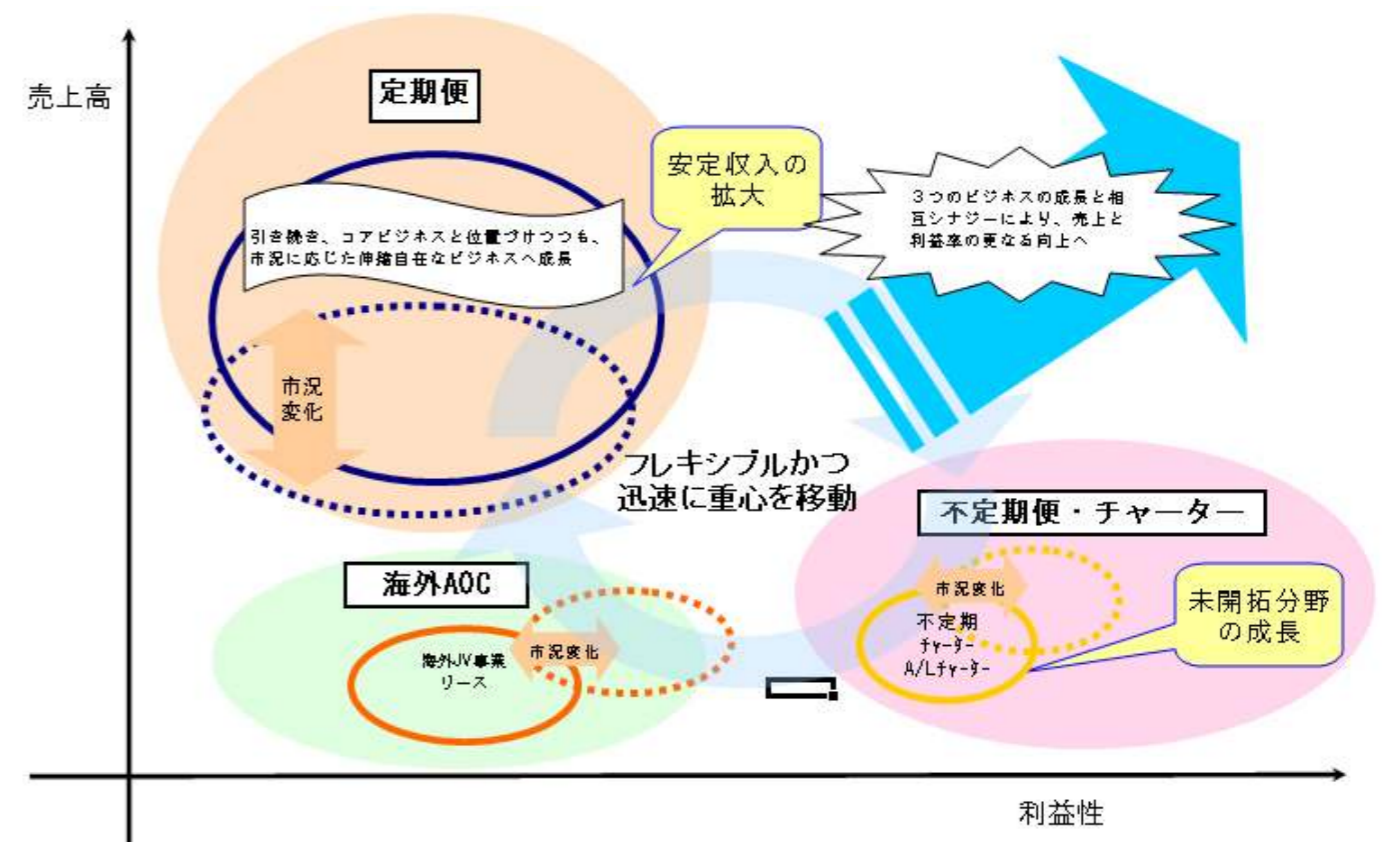 売上高
定期便
引き続き、コアビジネスと位置づけつつも、
市況に応じた伸縮自在なビジネスへ成長
安定収入の
拡大
３つのビジネスの成長と相
互シナジーにより、売上と
利益率の更なる向上へ
市況
変化
フレキシブルかつ
迅速に重心を移動
不定期便・チャーター
市況変化
不定期
ﾁｬｰﾀｰ
A/Lﾁｬｰﾀｰ
未開拓分野
の成長
海外AOC
海外JV事業
リース
市況変化
利益性